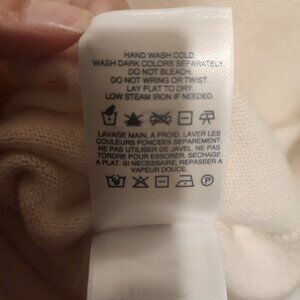 HAND WASH COLD.
WASH DARK COLORS SEPARATELY.
DO NOT BLEACH.
DO NOT WRING OR TWIST.
LAY FLAT TO DRY.
LOW STEAM IRON IF NEEDED.
LAVAGE MAIN, A FROID. LAVER LES
COULEURS FONCEES SEPAREMENT.
NE PAS UTILISER DE JAVEL. NE PAS
TORDRE POUR ESSORER. SECHAGE
A PLAT. SI NECESSAIRE, REPASSER A
VAPEUR DOUCE.
P